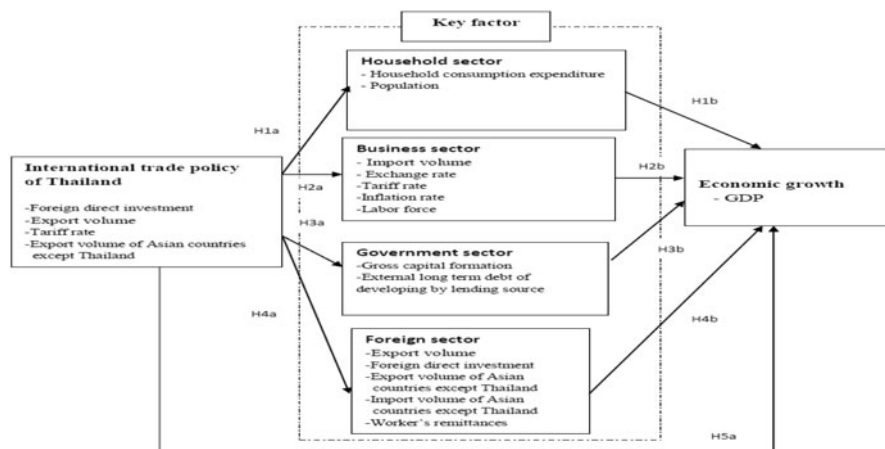 Key factor
Household sector
- Household consumption expenditure
- Population
H1a
H1b
Business sector
- Import volume
- Exchange rate
-Tariff rate
-Inflation rate
-Labor force
International trade policy
of Thailand
-Foreign direct investment
-Export volume
-Tariff rate
-Export volume of Asian countries
except Thailand
H2a
H2b
Economic growth
- GDP
H3a
H3b
Government sector
-Gross capital formation
-External long term debt of
developing by lending source
H4a
H4b
Foreign sector
-Export volume
-Foreign direct investment
-Export volume of Asian
countries except Thailand
-Import volume of Asian
countries except Thailand
-Worker's remittances
H5a